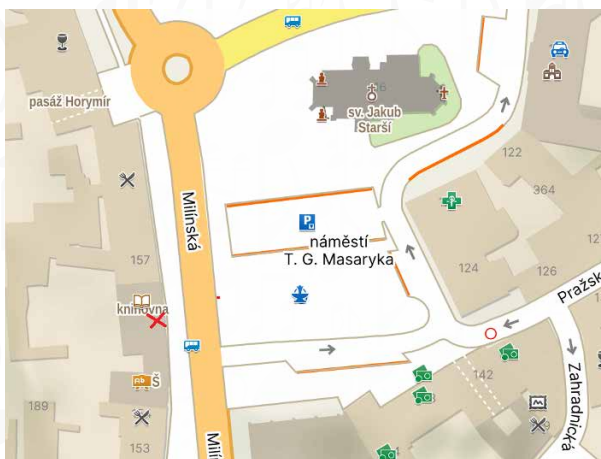 pasáž Horymír
sv. Jakub
Starší
122
364
Milínská
náměstí
T. G. Masaryka
157
124
126
Pražsk
knihovna
Š
142
Zahradnická
189
153
Milí